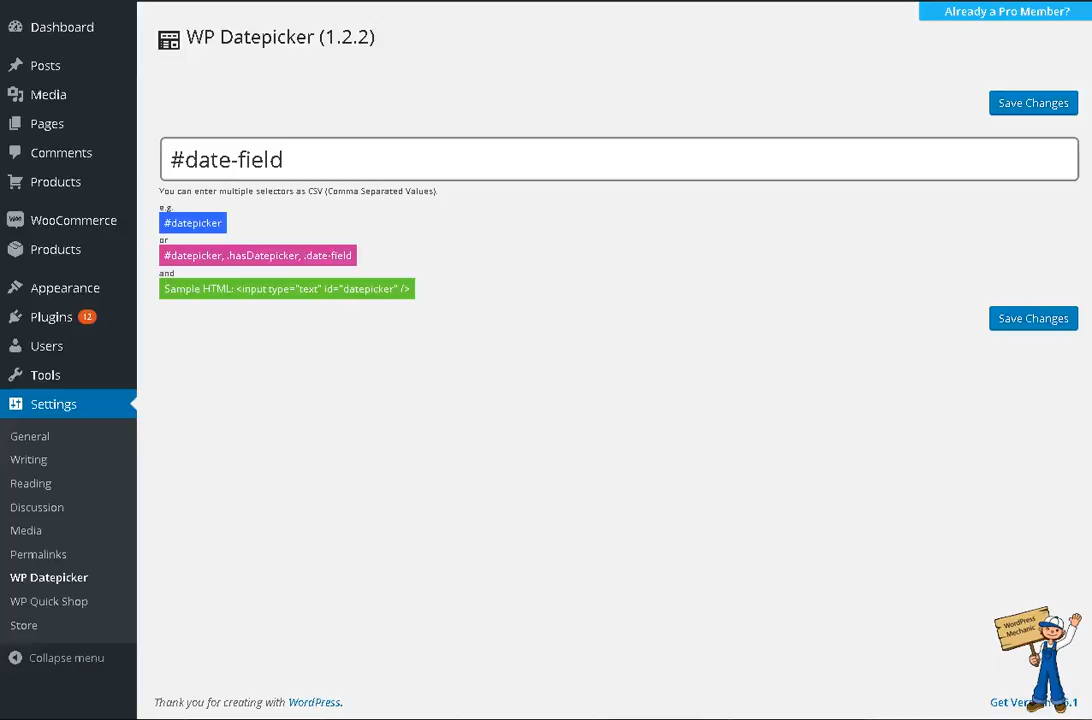 Already a Pro Member?
Dashboard
Posts
Media
Pages
Comments
Products
WooCommerce
Products
Appearance
Plugins 12
Users
Tools
Settings
General
Writing
Reading
Discussion
Media
Permalinks
WP Datepicker
WP Quick Shop
Store
Collapse menu
WP Datepicker (1.2.2)
Save Changes
#date-field
You can enter multiple selectors as CSV (Comma Separated Values).
e.g.
#datepicker
or
#datepicker, .hasDatepicker, .date-field
and
Sample HTML: <input type="text" id="datepicker" />
Save Changes
WordPress
Mechanic
Thank you for creating with WordPress.
Get